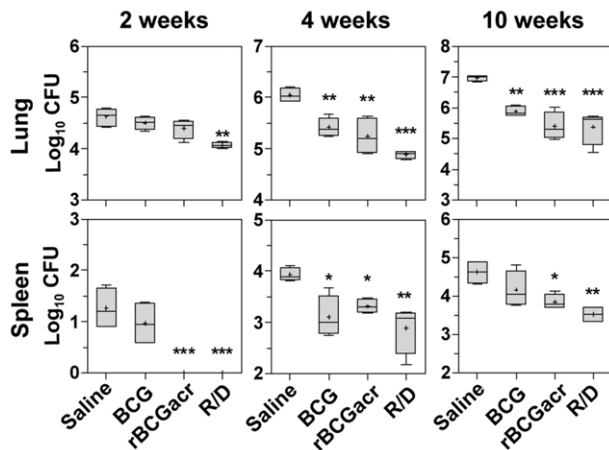 2 weeks 4 weeks 10 weeks
Lung
Log10 CFU
6
5
4
3
**
7
6
5
4
** ** ***
8
7
6
5
4
3
** *** ***
Spleen
Log10 CFU
3
2
1
0
*** ***
5
4
3
2
* * **
6
5
4
3
2
* **
Saline BCG rBCGacr R/D
Saline BCG rBCGacr R/D
Saline BCG rBCGacr R/D